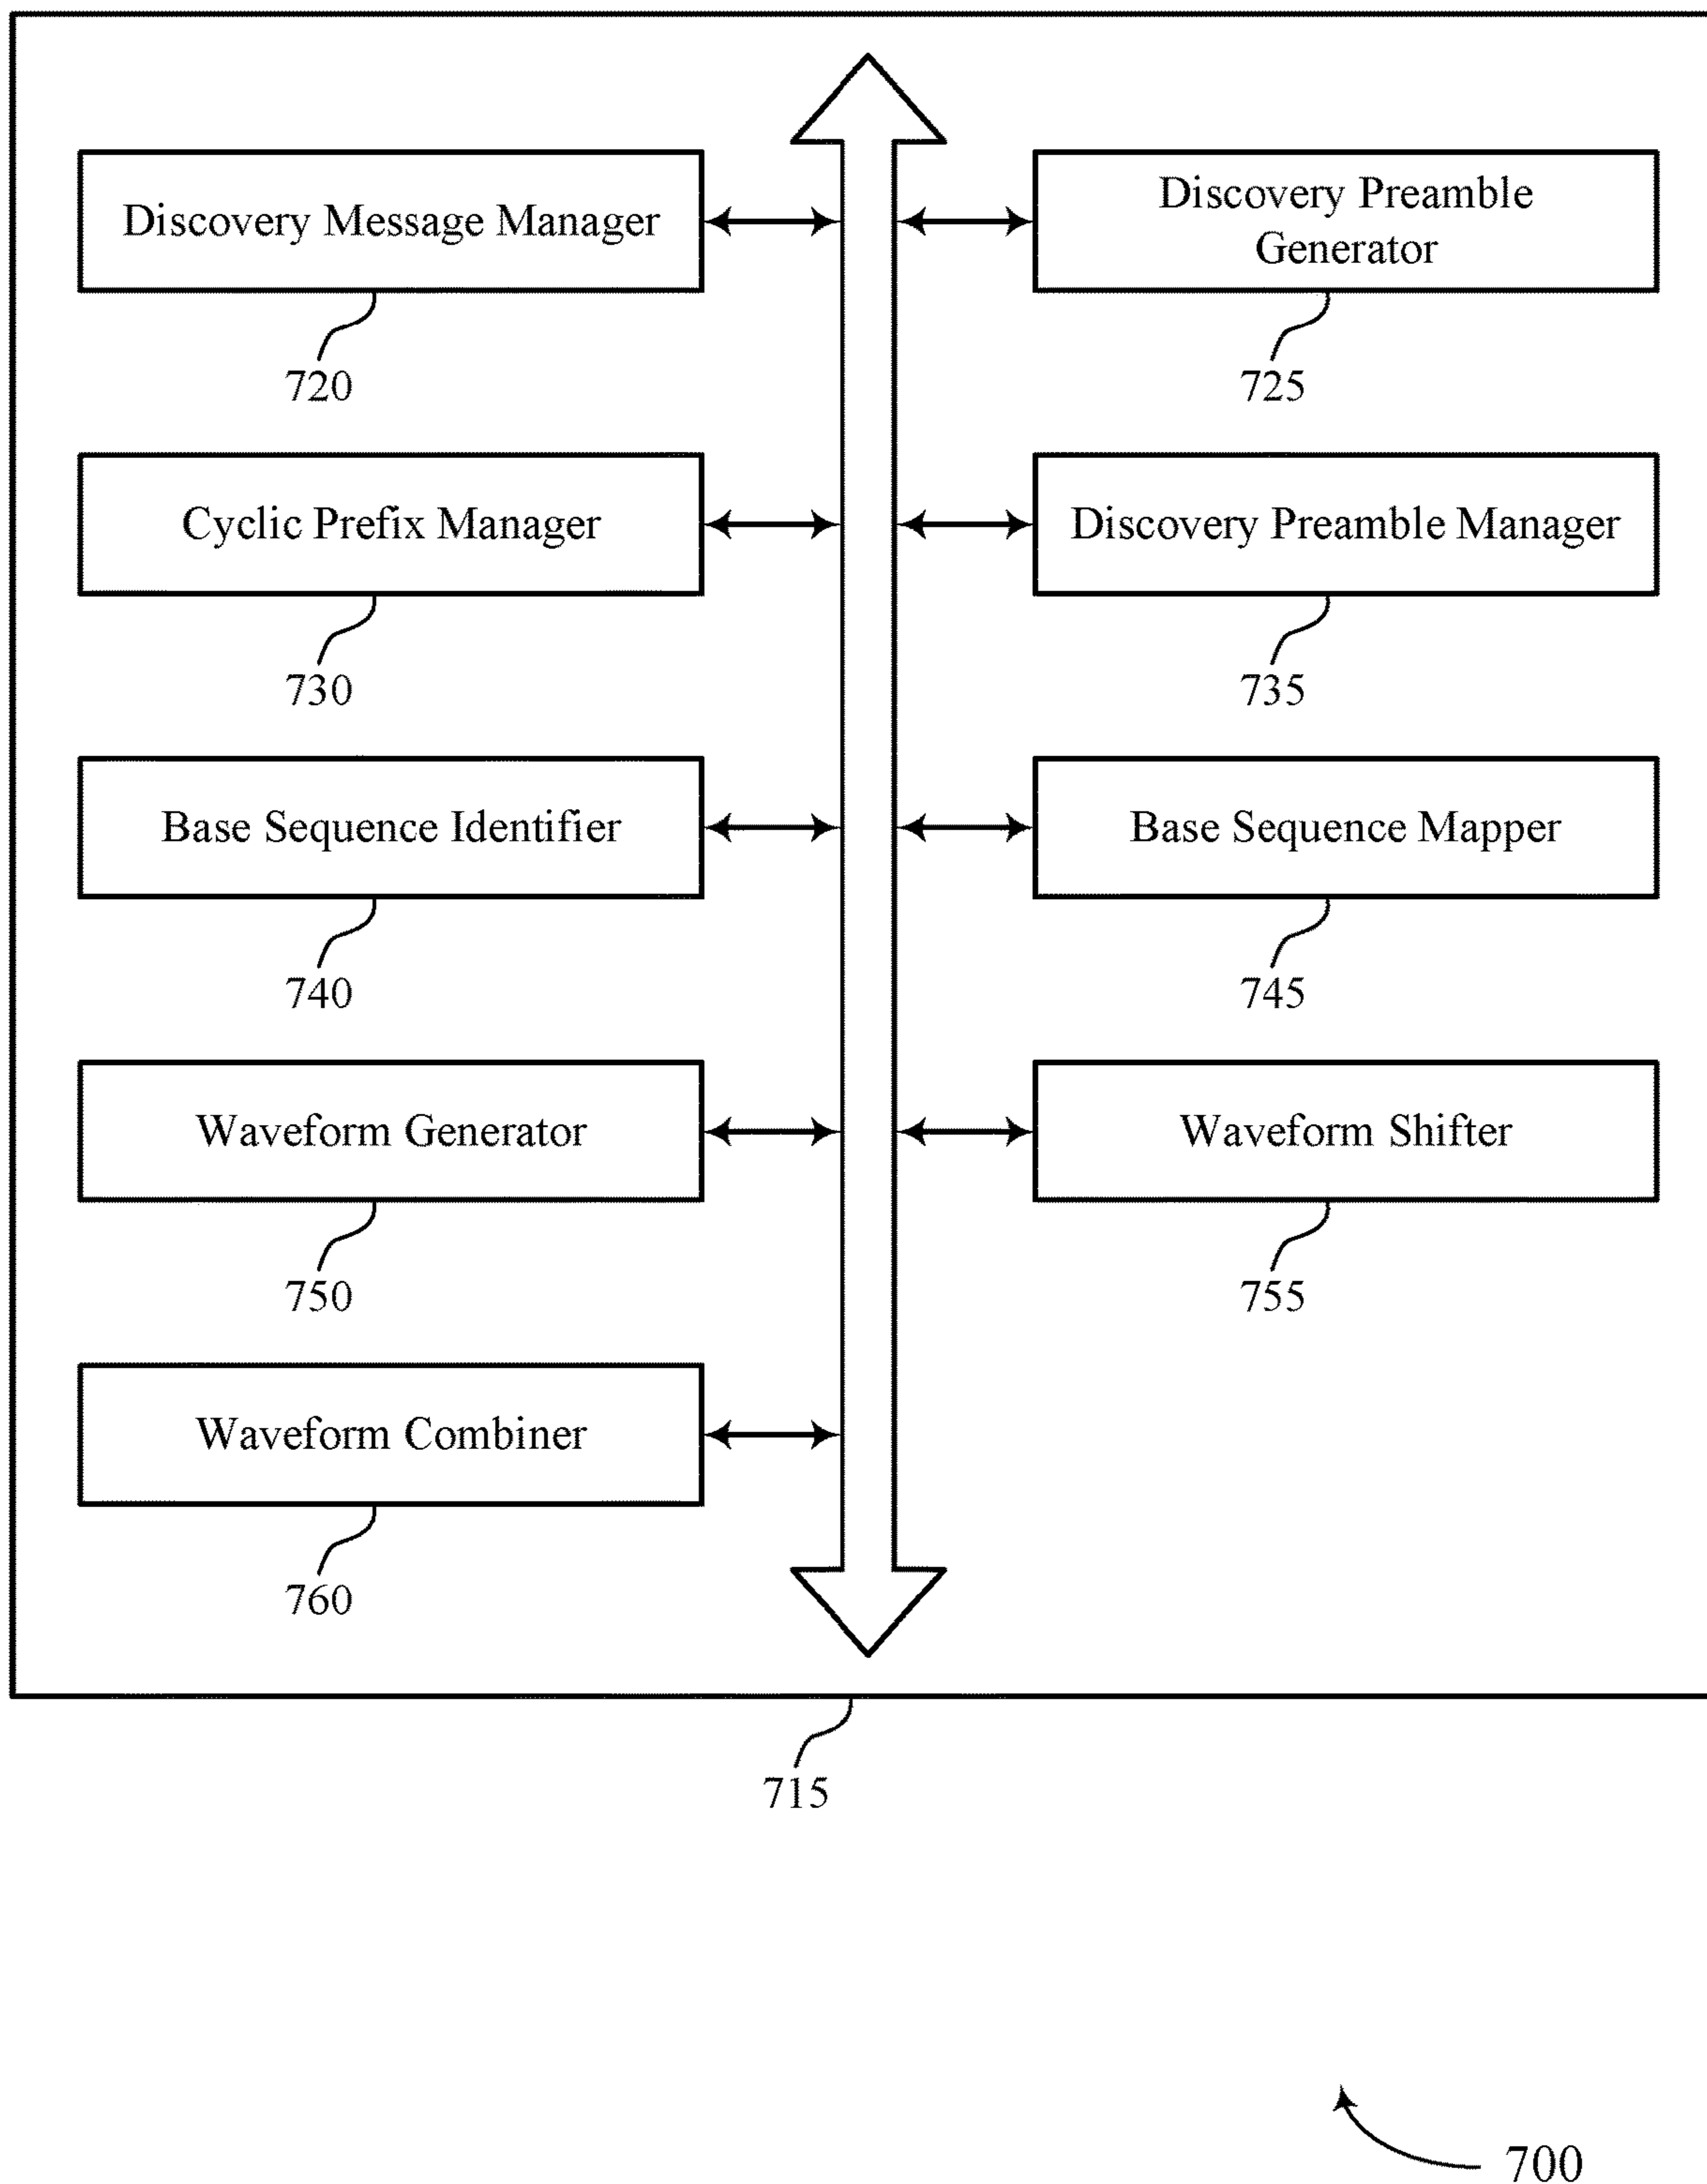 Discovery Message Manager
720
Discovery Preamble
Generator
725
Cyclic Prefix Manager
730
Discovery Preamble Manager
735
Base Sequence Identifier
740
Base Sequence Mapper
745
Waveform Generator
750
Waveform Shifter
755
Waveform Combiner
760
715
700